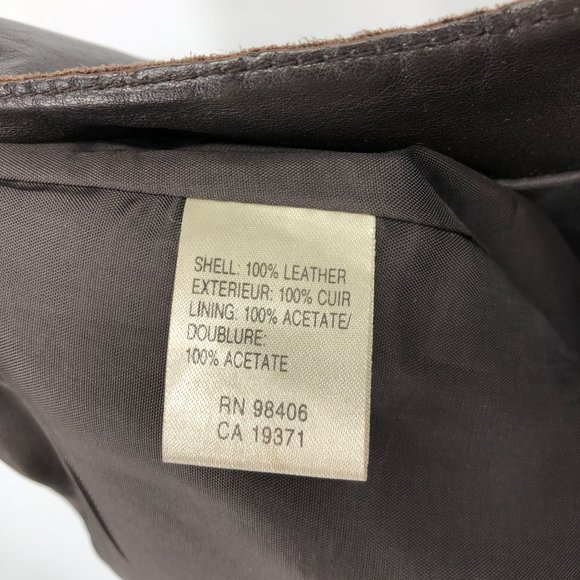 SHELL: 100% LEATHER
EXTERIEUR: 100% CUIR
LINING: 100% ACETATE/
DOUBLURE:
100% ACETATE
RN 98406
CA 19371